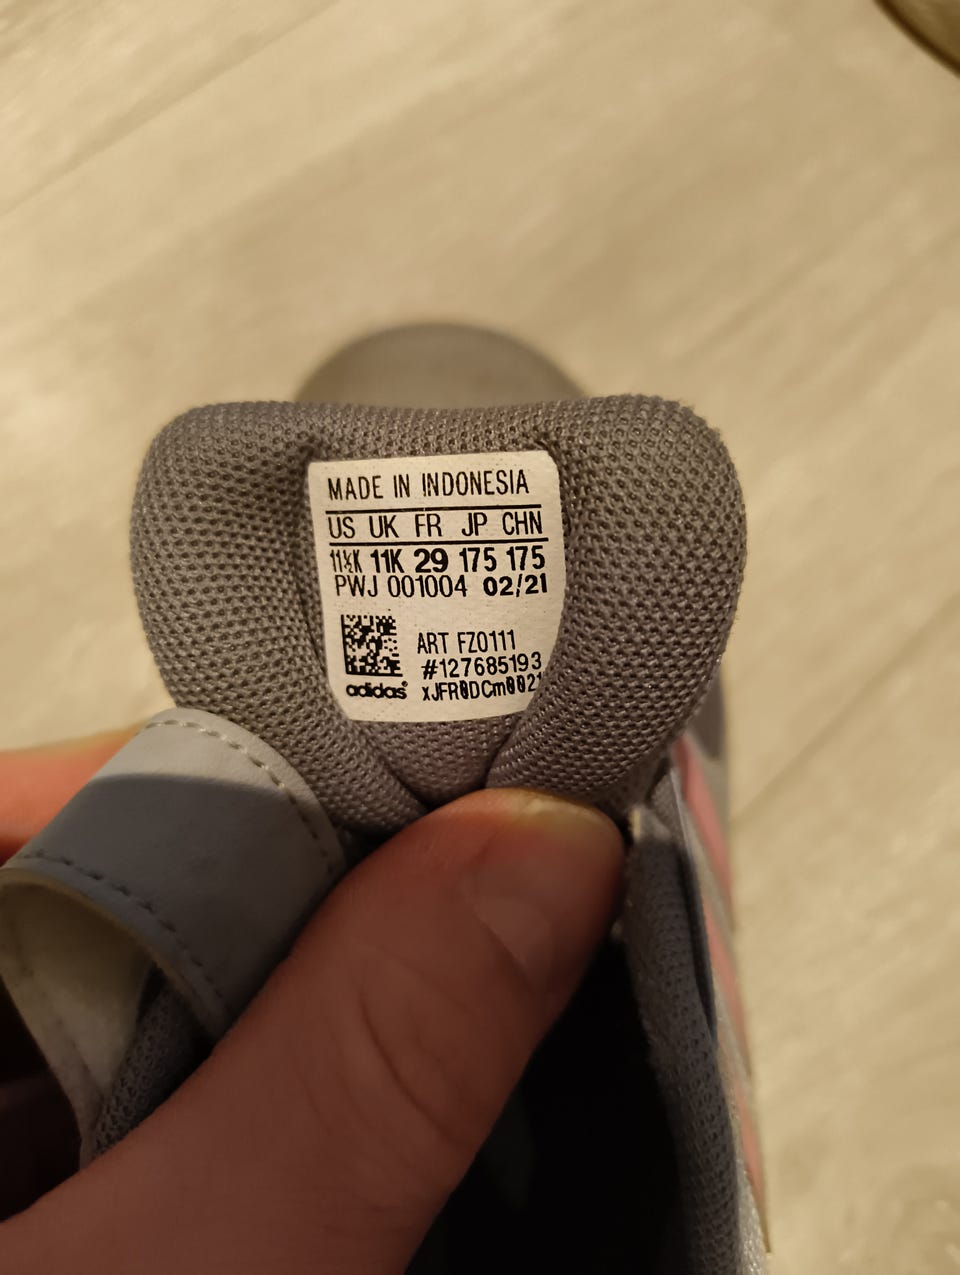 MADE IN INDONESIA
US UK FR JP CHN
11½K 11K 29 175 175
PWJ 001004 02/21
ART FZ0111
#127685193
adidas® xJFR0DCm0021